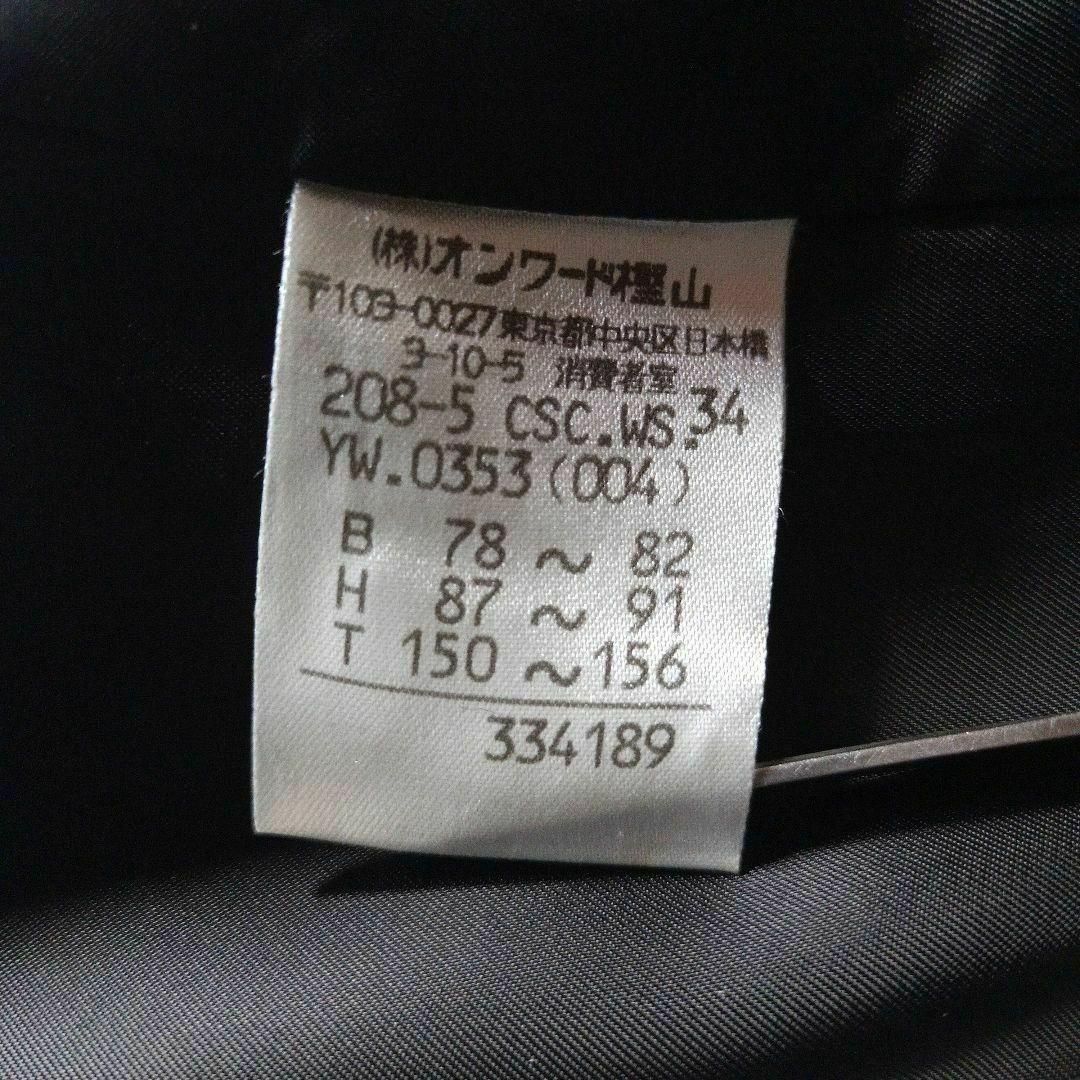 (株)オンワード樫山
〒103-0027東京都中央区日本橋
3-10-5 消費者室
208-5 CSC.WS.34
YW.0353(004)
B 78～82
H 87～91
T 150～156
334189